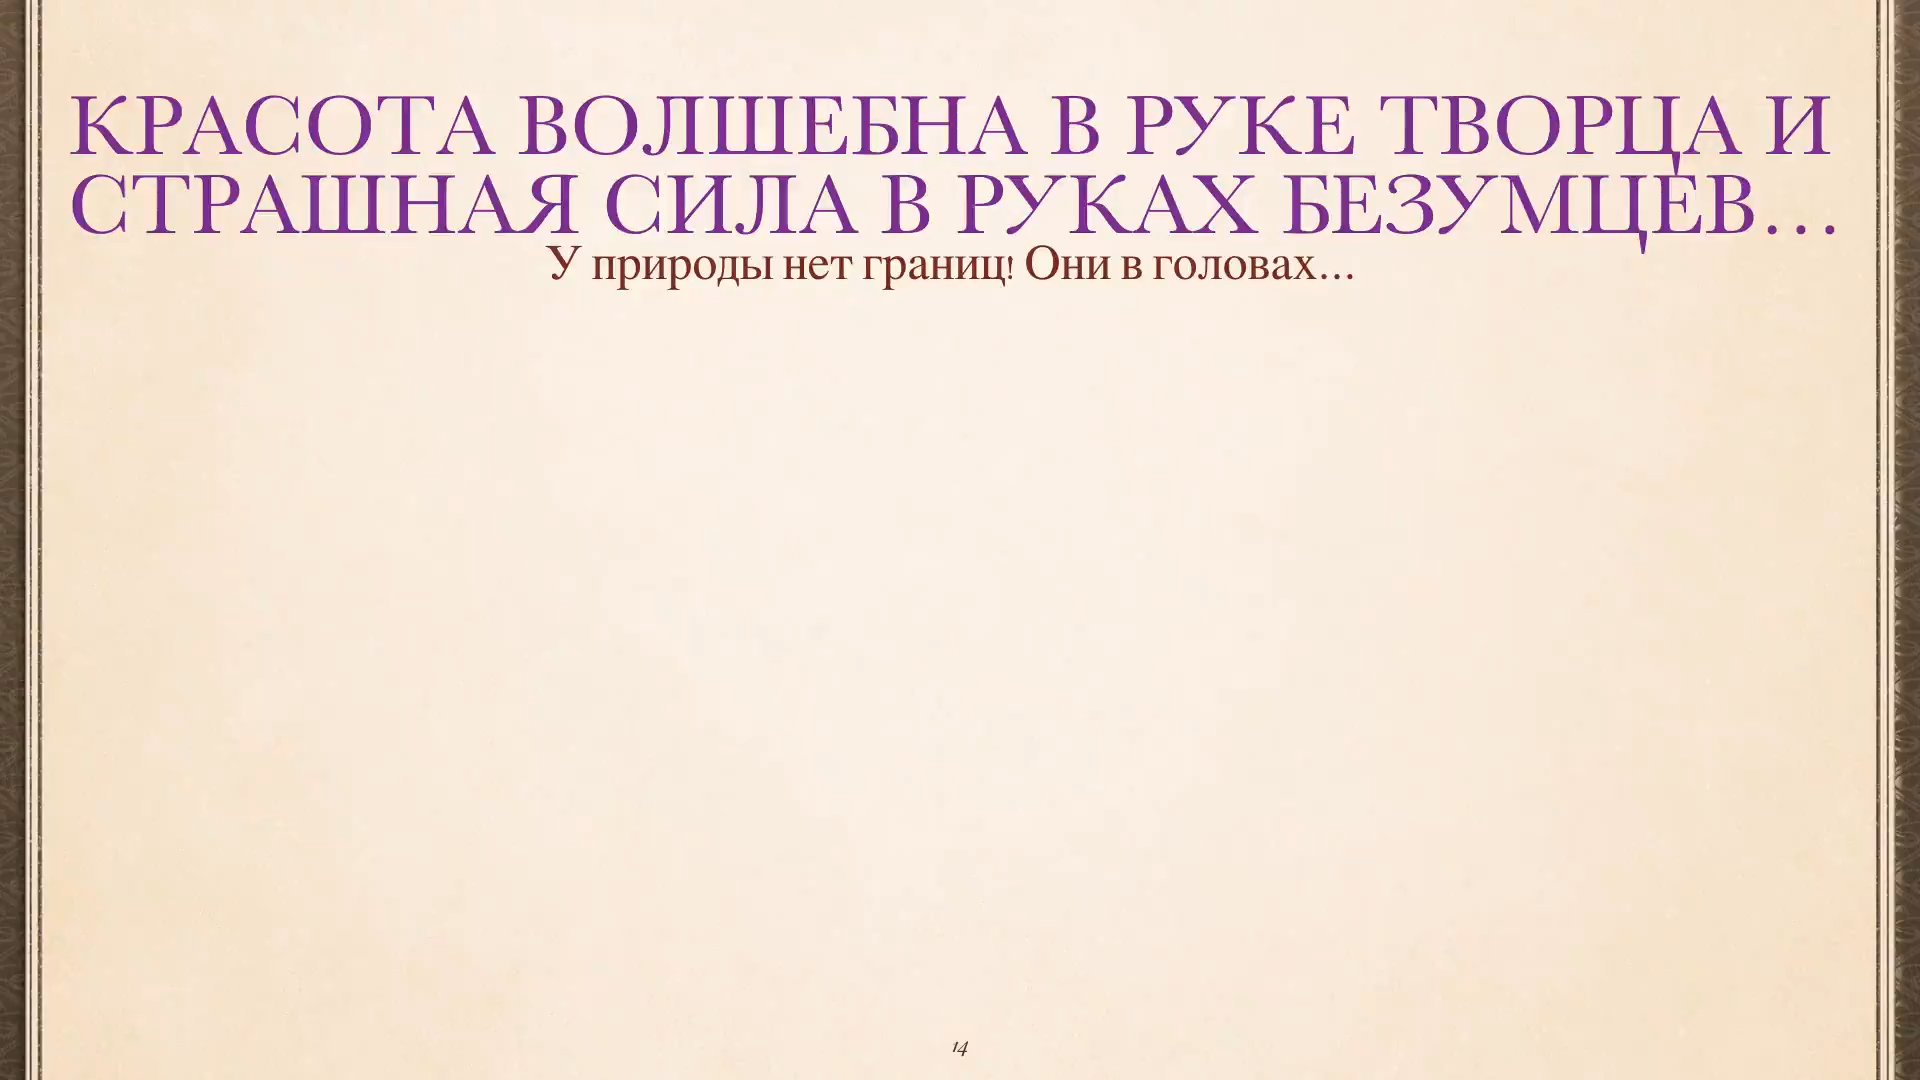 КРАСОТА ВОЛШЕБНА В РУКЕ ТВОРЦА И
СТРАШНАЯ СИЛА В РУКАХ БЕЗУМЦЕВ…
У природы нет границ! Они в головах…
14